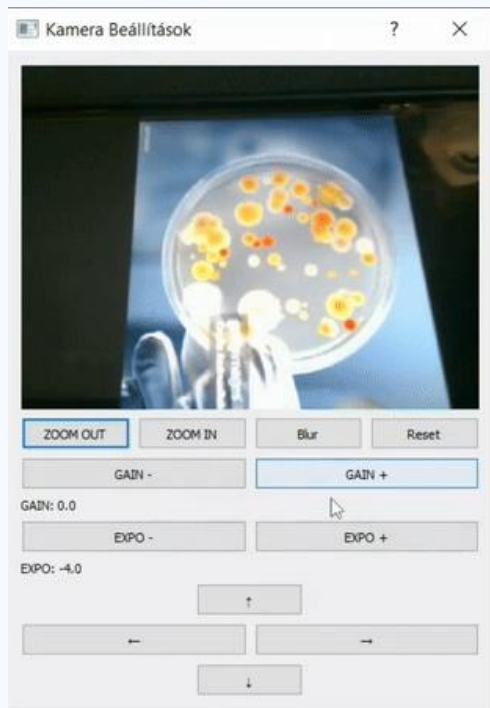 Kamera Beállítások ? ×
ZOOM OUT ZOOM IN Blur Reset
GAIN - GAIN +
GAIN: 0.0
EXPO - EXPO +
EXPO: -4.0
↑
← →
↓